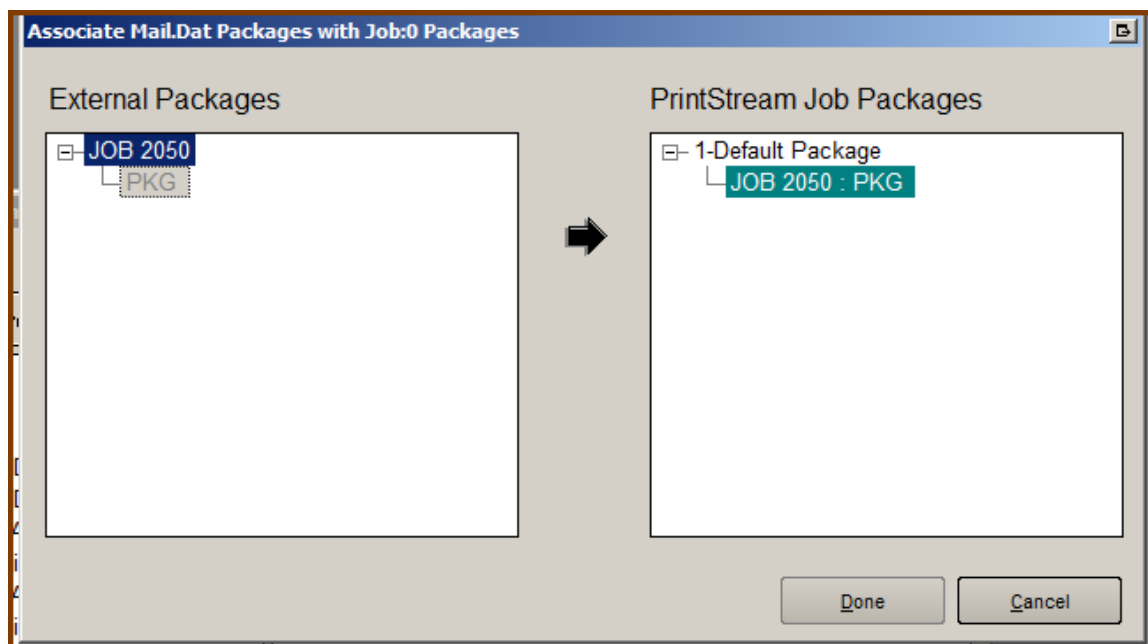 Associate Mail.Dat Packages with Job:0 Packages
External Packages
JOB 2050
PKG
PrintStream Job Packages
1-Default Package
JOB 2050 : PKG
Done
Cancel